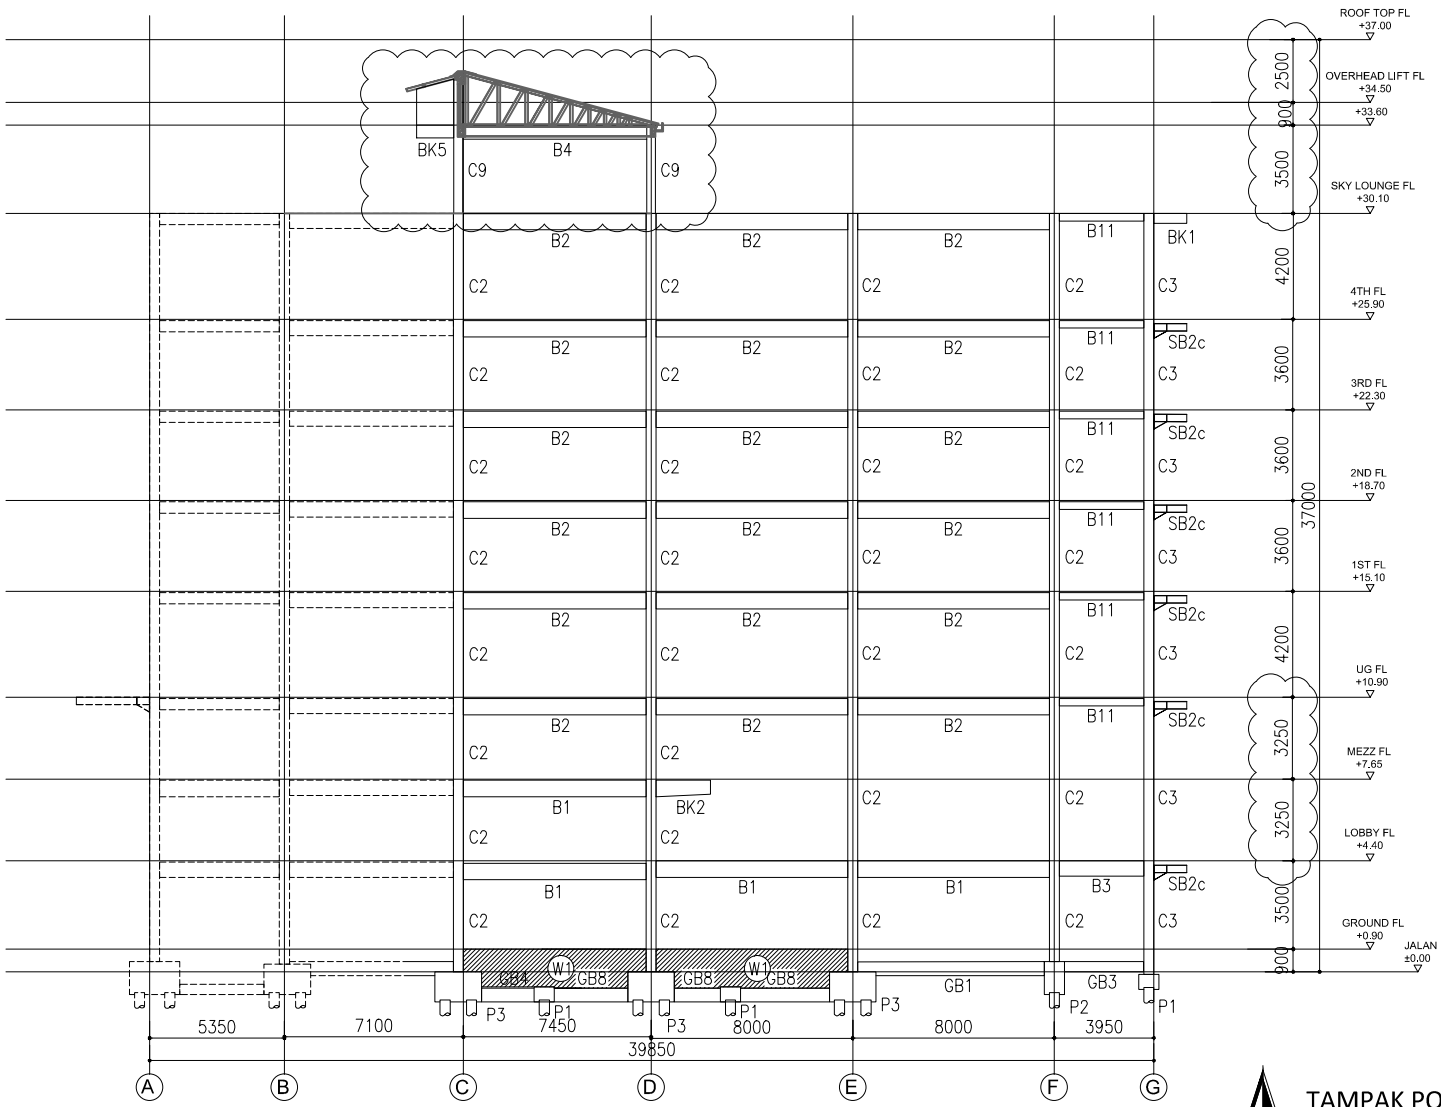 ROOF TOP FL
+37.00
2500
OVERHEAD LIFT FL
+34.50
900
+33.60
BK5 B4
C9 C9 3500
SKY LOUNGE FL
+30.10
B2 B2 B2 B11 BK1
C2 C2 C2 C2 C3 4200
4TH FL
+25.90
B2 B2 B2 B11 SB2c
C2 C2 C2 C2 C3 3600
3RD FL
+22.30
B2 B2 B2 B11 SB2c
C2 C2 C2 C2 C3 3600
2ND FL
+18.70
37000
B2 B2 B2 B11 SB2c
C2 C2 C2 C2 C3 3600
1ST FL
+15.10
B2 B2 B2 B11 SB2c
C2 C2 C2 C2 C3 4200
UG FL
+10.90
B2 B2 B2 B11 SB2c
C2 C2 3250
MEZZ FL
+7.65
B1 BK2 C2 C2 C3
C2 C2 3250
LOBBY FL
+4.40
B1 B1 B1 B3 SB2c
C2 C2 C2 C2 C3 3500
GROUND FL
+0.90
JALAN
±0.00
900
W1 W1
GB4 GB8 GB8 GB8 GB1 GB3
P3 P1 P3 P1 P3 P2 P1
5350 7100 7450 8000 8000 3950
39850
A B C D E F G
TAMPAK PO